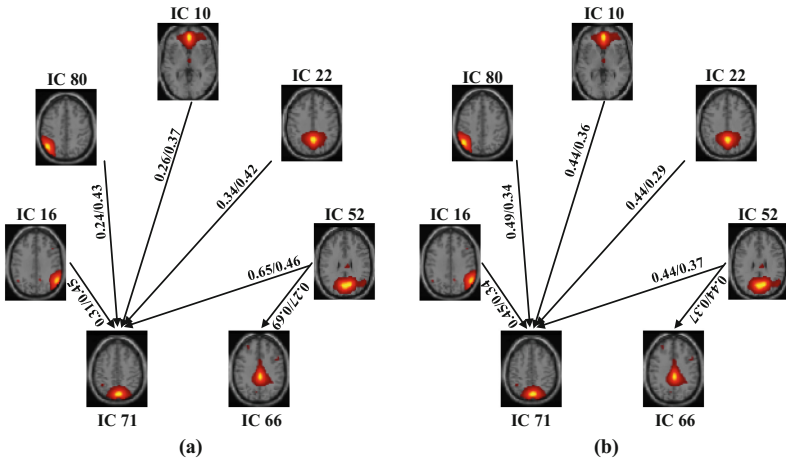 IC 10
IC 80
IC 22
IC 16
IC 52
0.26/0.37
0.24/0.43
0.34/0.42
0.65/0.46
0.31/0.45
0.27/0.69
IC 71
IC 66
(a)
IC 10
IC 80
IC 22
IC 16
IC 52
0.44/0.36
0.49/0.34
0.44/0.29
0.44/0.37
0.45/0.34
0.44/0.37
IC 71
IC 66
(b)